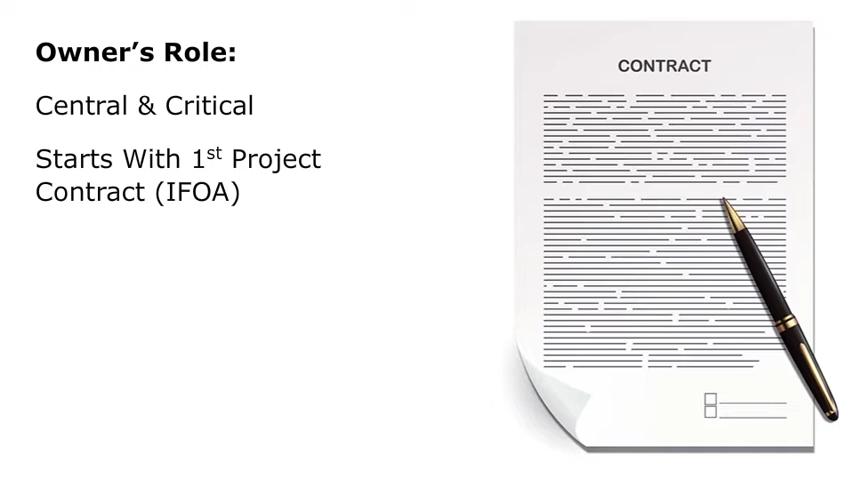 Owner’s Role:
Central & Critical
Starts With 1st Project
Contract (IFOA)
CONTRACT